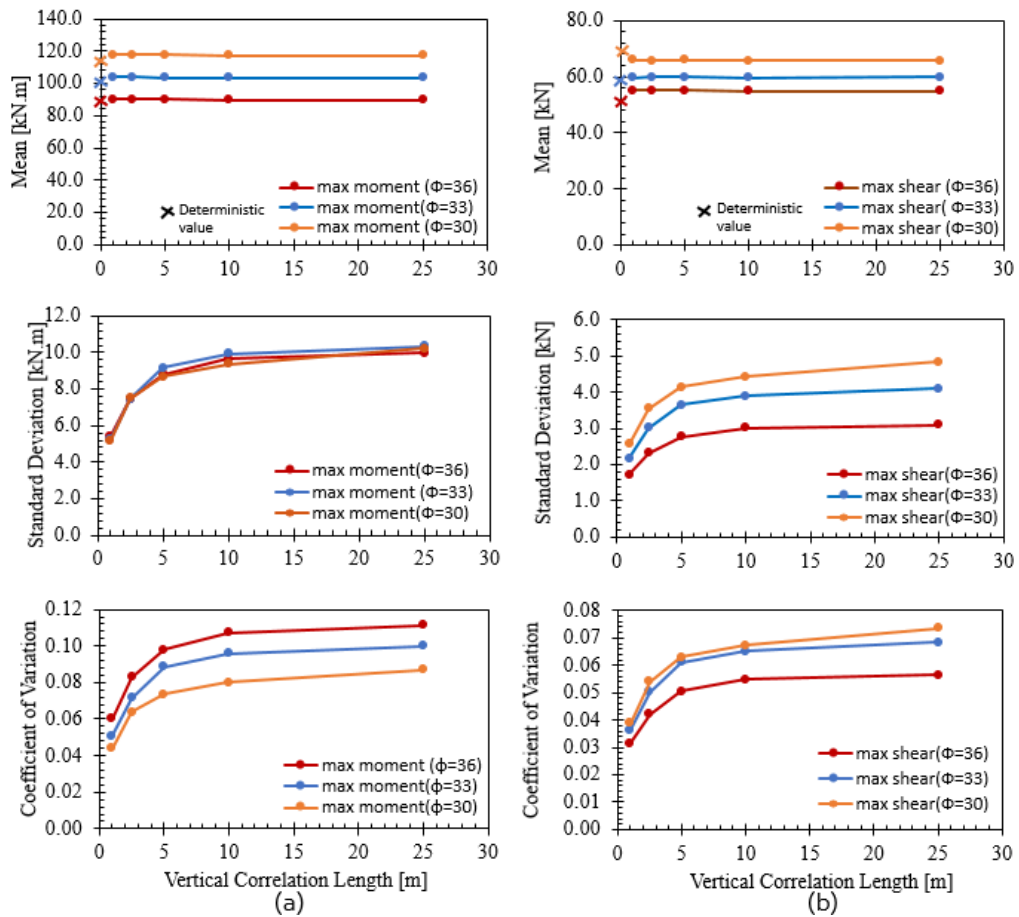 Mean [kN.m]
140.0
120.0
100.0
80.0
60.0
40.0
20.0
0.0
max moment (Φ=36)
max moment(Φ=33)
max moment (Φ=30)
Deterministic
value
0 5 10 15 20 25 30
Mean [kN]
80.0
60.0
40.0
20.0
0.0
max shear (Φ=36)
max shear( Φ=33)
max shear (Φ=30)
Deterministic
value
0 5 10 15 20 25 30
Standard Deviation [kN.m]
12.0
10.0
8.0
6.0
4.0
2.0
0.0
max moment(Φ=36)
max moment (Φ=33)
max moment(Φ=30)
0 5 10 15 20 25 30
Standard Deviation [kN]
6.0
5.0
4.0
3.0
2.0
1.0
0.0
max shear(Φ=36)
max shear(Φ=33)
max shear(Φ=30)
0 5 10 15 20 25 30
Coefficient of Variation
0.12
0.10
0.08
0.06
0.04
0.02
0.00
max moment (ϕ=36)
max moment(ϕ=33)
max moment(ϕ=30)
0 5 10 15 20 25 30
Vertical Correlation Length [m]
(a)
Coefficient of Variation
0.08
0.07
0.06
0.05
0.04
0.03
0.02
0.01
0.00
max shear(Φ=36)
max shear(Φ=33)
max shear(Φ=30)
0 5 10 15 20 25 30
Vertical Correlation Length [m]
(b)